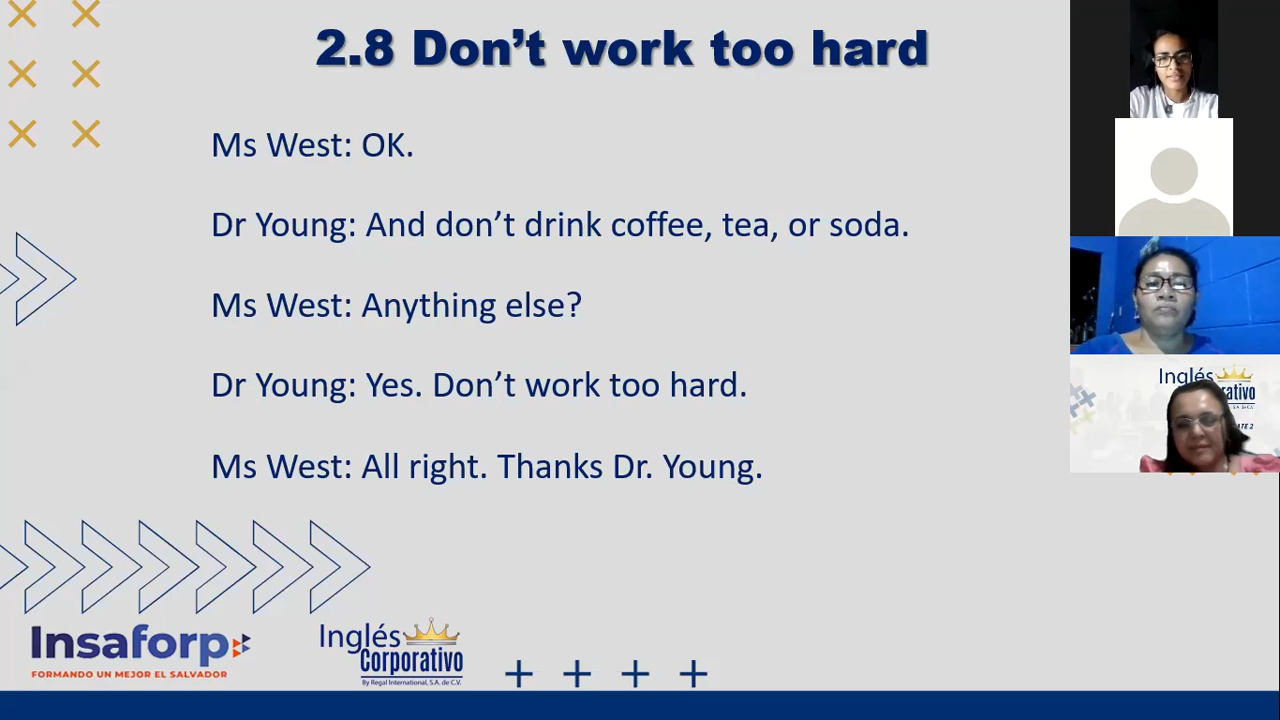 2.8 Don't work too hard
Ms West: OK.
Dr Young: And don't drink coffee, tea, or soda.
Ms West: Anything else?
Dr Young: Yes. Don't work too hard.
Ms West: All right. Thanks Dr. Young.
Inglés
Insaforp
FORMANDO UN MEJOR EL SALVADOR
Inglés
Corporativo
By Regal International, S.A. de C.V.